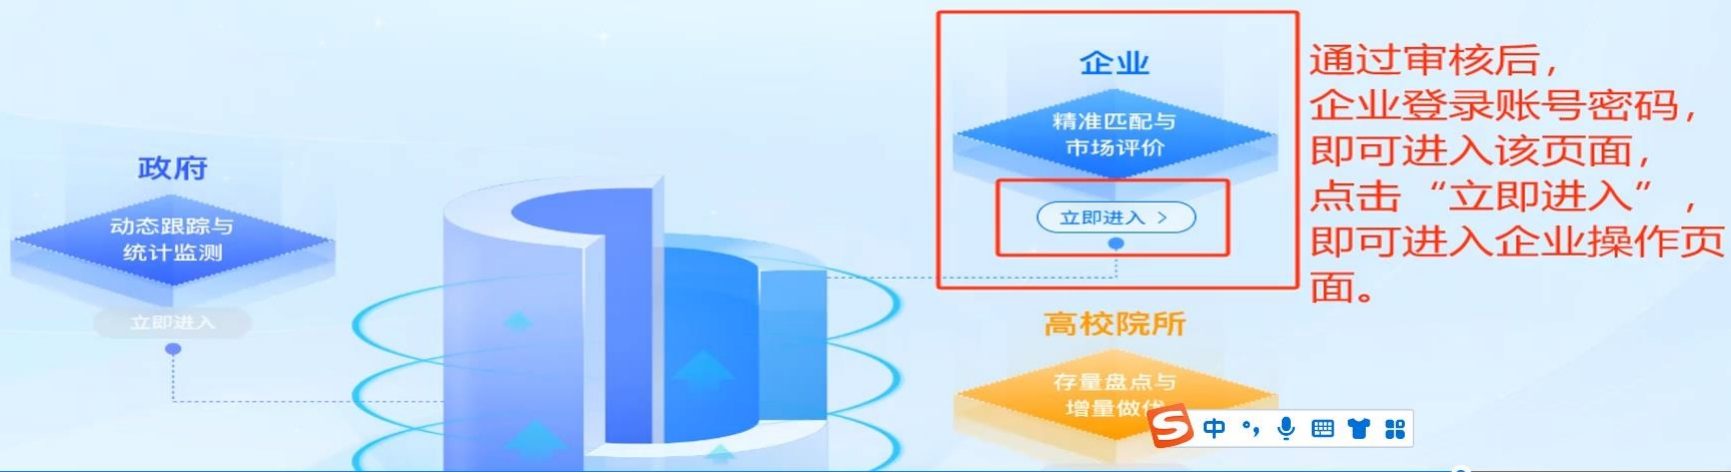 政府
动态跟踪与
统计监测
立即进入
企业
精准匹配与
市场评价
立即进入 >
通过审核后，
企业登录账号密码，
即可进入该页面，
点击“立即进入”，
即可进入企业操作页
面。
高校院所
存量盘点与
增量做优
S 中 °，